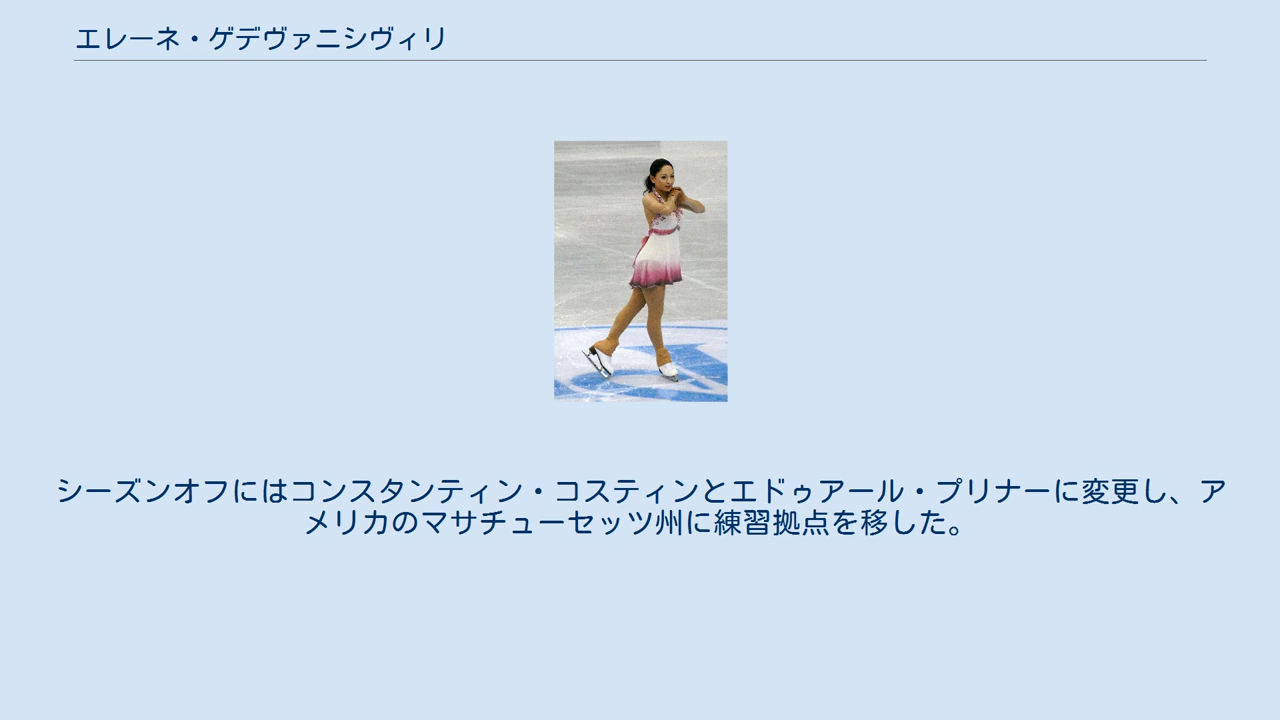 エレーネ・ゲデヴァニシヴィリ
シーズンオフにはコンスタンティン・コスティンとエドゥアール・プリナーに変更し、ア
メリカのマサチューセッツ州に練習拠点を移した。